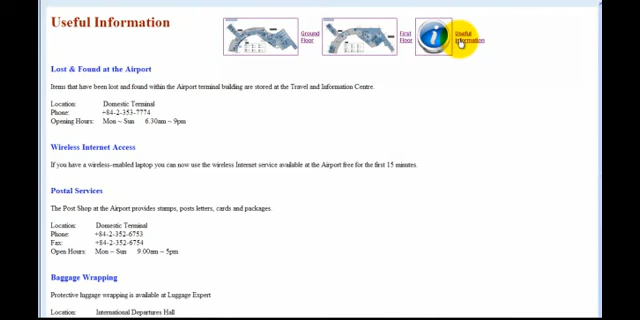 Useful Information
Ground
Floor
First
Floor
Useful
Information
Lost & Found at the Airport
Items that have been lost and found within the Airport terminal building are stored at the Travel and Information Centre.
Location: Domestic Terminal
Phone: +84-2-353-7774
Opening Hours: Mon ~ Sun 6.30am ~ 9pm
Wireless Internet Access
If you have a wireless-enabled laptop you can now use the wireless Internet service available at the Airport free for the first 15 minutes.
Postal Services
The Post Shop at the Airport provides stamps, posts letters, cards and packages.
Location: Domestic Terminal
Phone: +84-2-352-6753
Fax: +84-2-352-6754
Open Hours: Mon ~ Sun 9.00am ~ 5pm
Baggage Wrapping
Protective luggage wrapping is available at Luggage Expert
Location: International Departures Hall